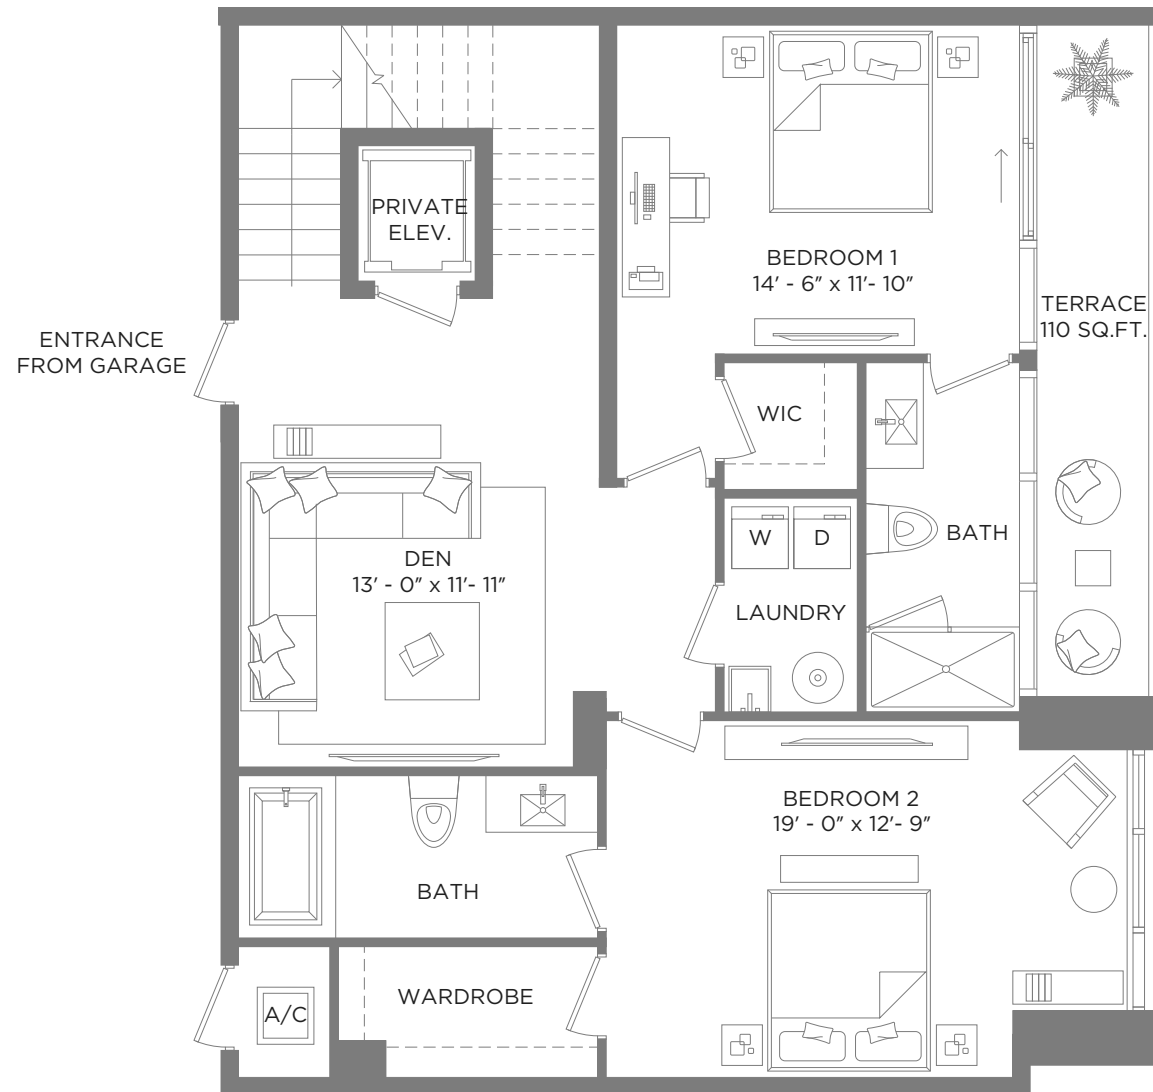 PRIVATE
ELEV.
BEDROOM 1
14' - 6" x 11'- 10"
TERRACE
110 SQ.FT.
ENTRANCE
FROM GARAGE
WIC
BATH
W
D
DEN
13' - 0" x 11'- 11"
LAUNDRY
BEDROOM 2
19' - 0" x 12'- 9"
BATH
WARDROBE
A/C